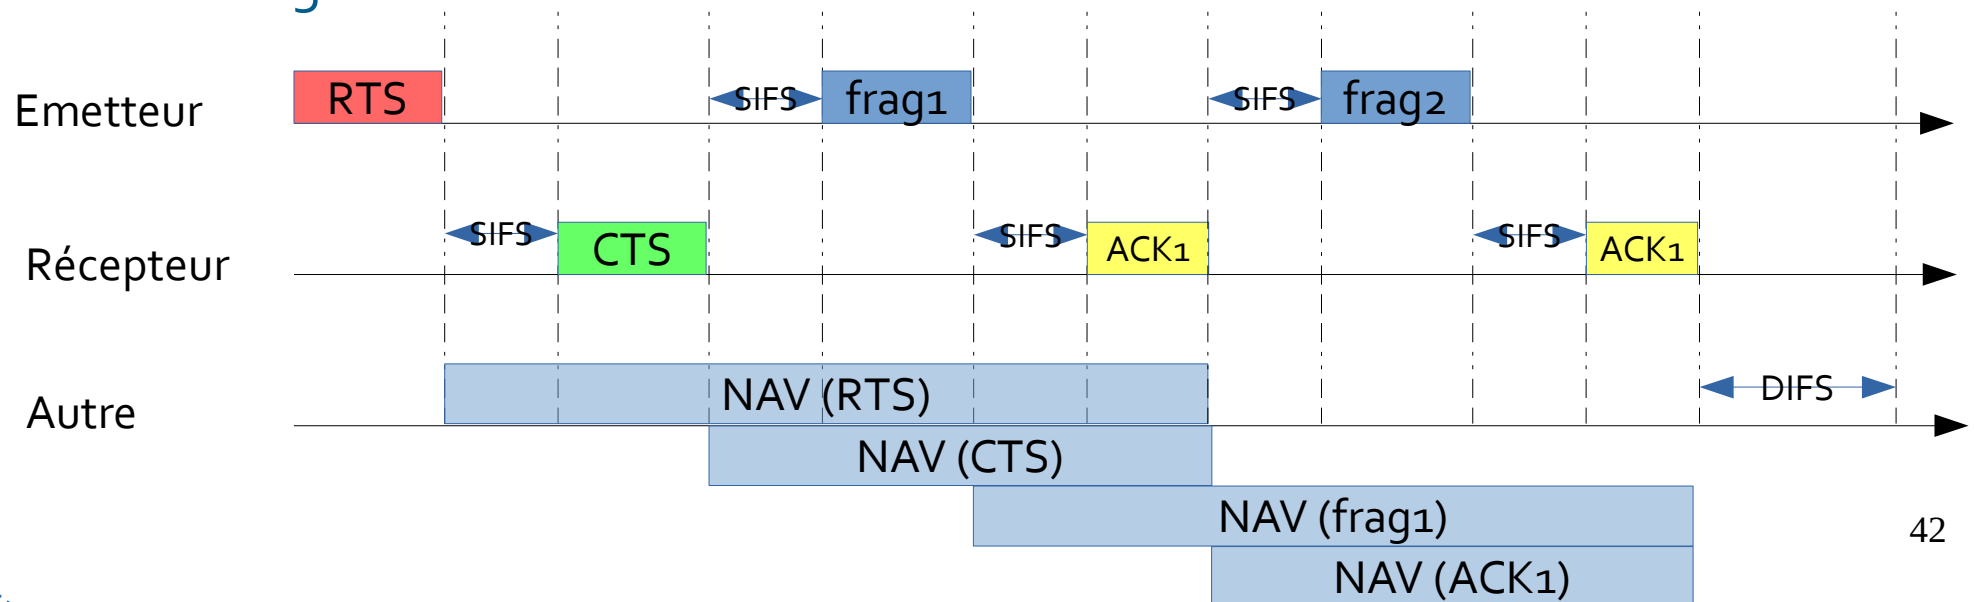 RTS SIFS frag1 SIFS frag2
Emetteur
SIFS CTS SIFS ACK1 SIFS ACK1
Récepteur
NAV (RTS) DIFS
Autre
NAV (CTS)
NAV (frag1)
42
NAV (ACK1)